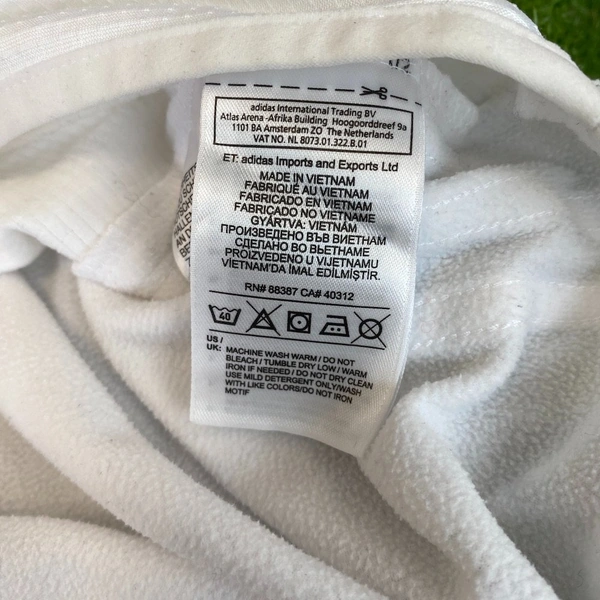 adidas International Trading BV
Atlas Arena -Afrika Building Hoogoorddreef 9a
1101 BA Amsterdam ZO The Netherlands
VAT NO. NL 8073.01.322.B.01
ET: adidas Imports and Exports Ltd
MADE IN VIETNAM
FABRIQUÉ AU VIETNAM
FABRICADO EN VIETNAM
FABRICADO NO VIETNAME
GYÁRTVA: VIETNÁM
ПРОИЗВЕДЕНО ВЪВ ВИЕТНАМ
СДЕЛАНО ВО ВЬЕТНАМЕ
PROIZVEDENO U VIJETNAMU
VİETNAM'DA İMAL EDİLMİŞTİR.
RN# 88387 CA# 40312
40
US /
UK: MACHINE WASH WARM / DO NOT
BLEACH / TUMBLE DRY LOW / WARM
IRON IF NEEDED / DO NOT DRY CLEAN
USE MILD DETERGENT ONLY/WASH
WITH LIKE COLORS/DO NOT IRON
MOTIF